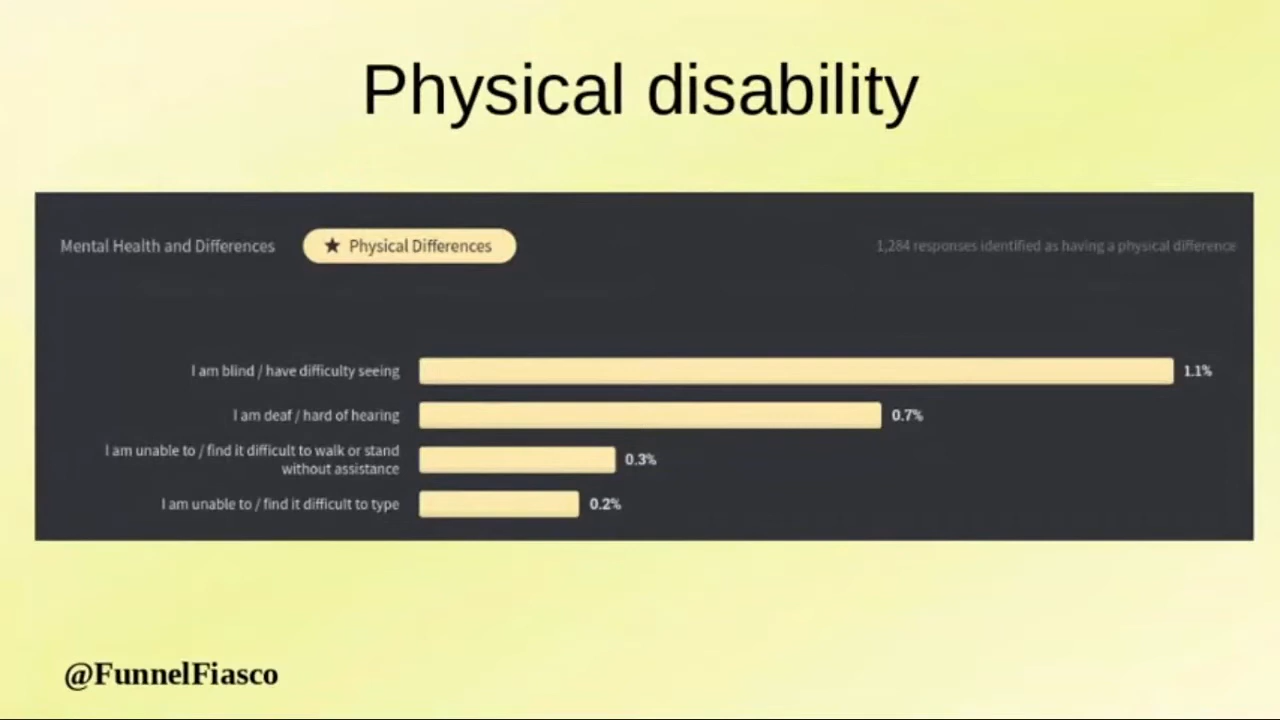 Physical disability
Mental Health and Differences
★ Physical Differences
1,284 responses identified as having a physical difference
I am blind / have difficulty seeing 1.1%
I am deaf / hard of hearing 0.7%
I am unable to / find it difficult to walk or stand
without assistance 0.3%
I am unable to / find it difficult to type 0.2%
@FunnelFiasco